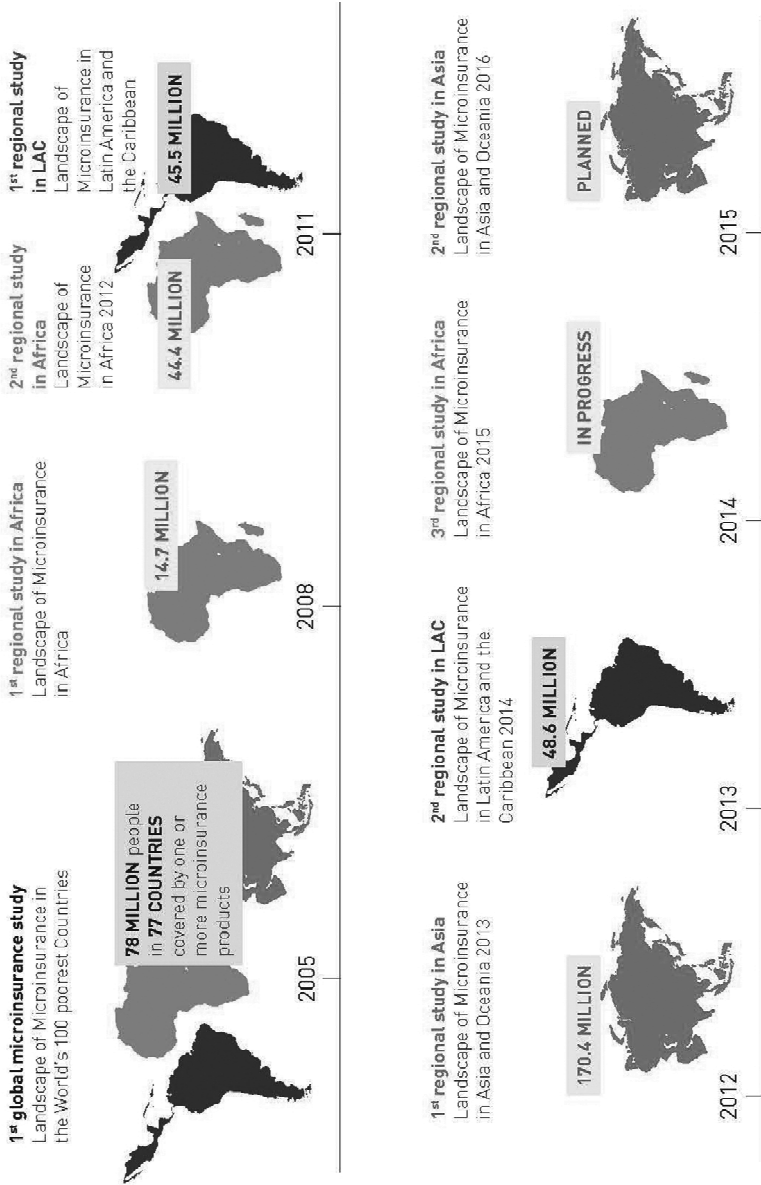 1st global microinsurance study
Landscape of Microinsurance in
the World's 100 poorest Countries
78 MILLION people
in 77 COUNTRIES
covered by one or
more microinsurance
products
2005
1st regional study in Africa
Landscape of Microinsurance
in Africa
14.7 MILLION
2008
2nd regional study
in Africa
Landscape of
Microinsurance
in Africa 2012
44.4 MILLION
1st regional study
in LAC
Landscape of
Microinsurance in
Latin America and
the Caribbean
45.5 MILLION
2011
1st regional study in Asia
Landscape of Microinsurance
in Asia and Oceania 2013
170.4 MILLION
2012
2nd regional study in LAC
Landscape of Microinsurance
in Latin America and the
Caribbean 2014
48.6 MILLION
2013
3rd regional study in Africa
Landscape of Microinsurance
in Africa 2015
IN PROGRESS
2014
2nd regional study in Asia
Landscape of Microinsurance
in Asia and Oceania 2016
PLANNED
2015